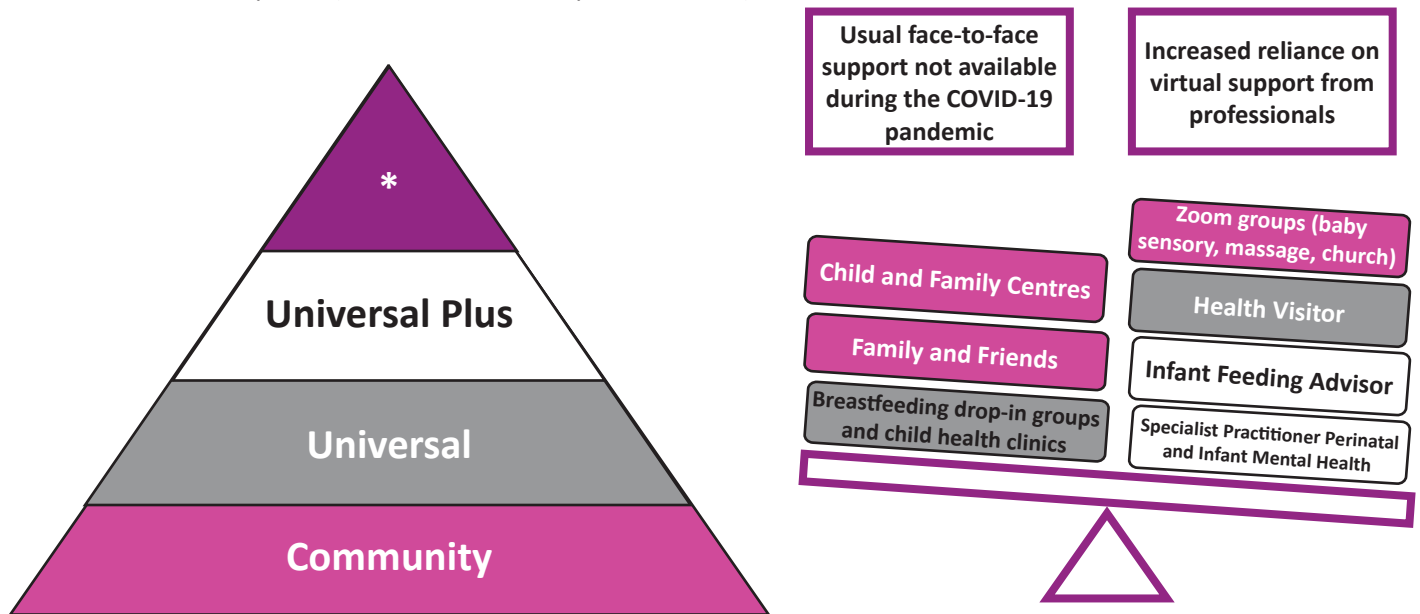 *
Universal Plus
Universal
Community
Usual face-to-face
support not available
during the COVID-19
pandemic
Increased reliance on
virtual support from
professionals
Child and Family Centres
Family and Friends
Breastfeeding drop-in groups
and child health clinics
Zoom groups (baby
sensory, massage, church)
Health Visitor
Infant Feeding Advisor
Specialist Practitioner Perinatal
and Infant Mental Health